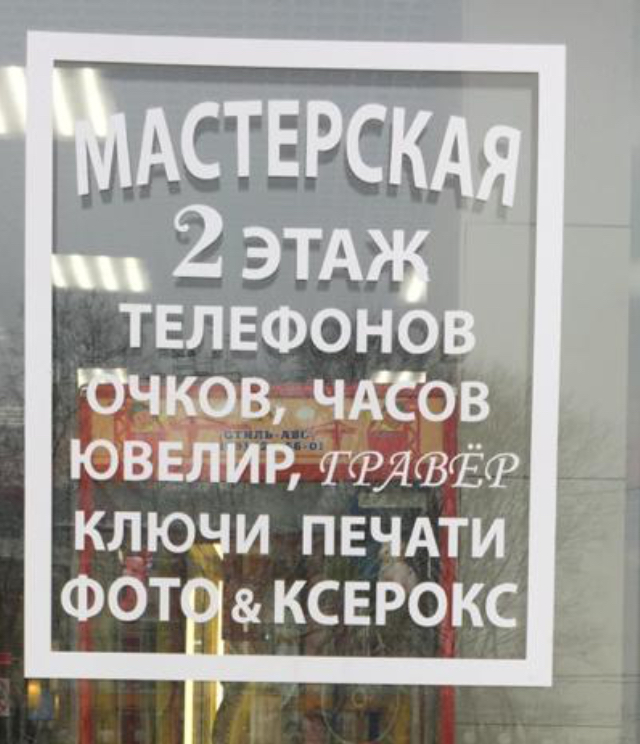 МАСТЕРСКАЯ
2 ЭТАЖ
ТЕЛЕФОНОВ
ОЧКОВ, ЧАСОВ
ЮВЕЛИР, ГРАВЁР
КЛЮЧИ ПЕЧАТИ
ФОТО & КСЕРОКС